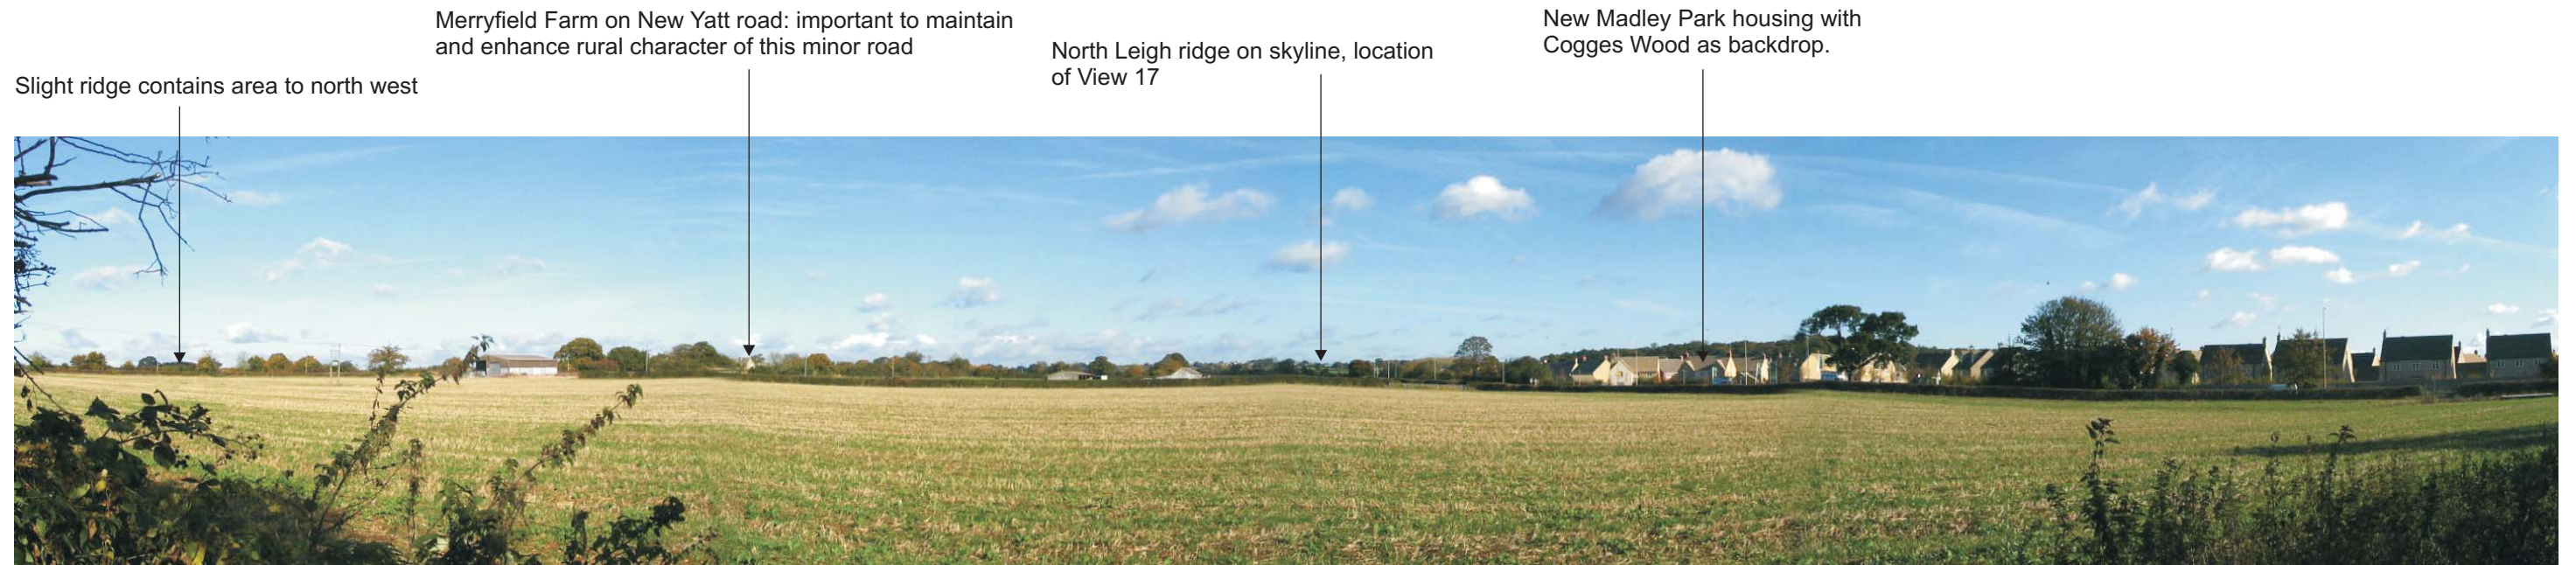 Slight ridge contains area to north west
Merryfield Farm on New Yatt road: important to maintain
and enhance rural character of this minor road
North Leigh ridge on skyline, location
of View 17
New Madley Park housing with
Cogges Wood as backdrop.